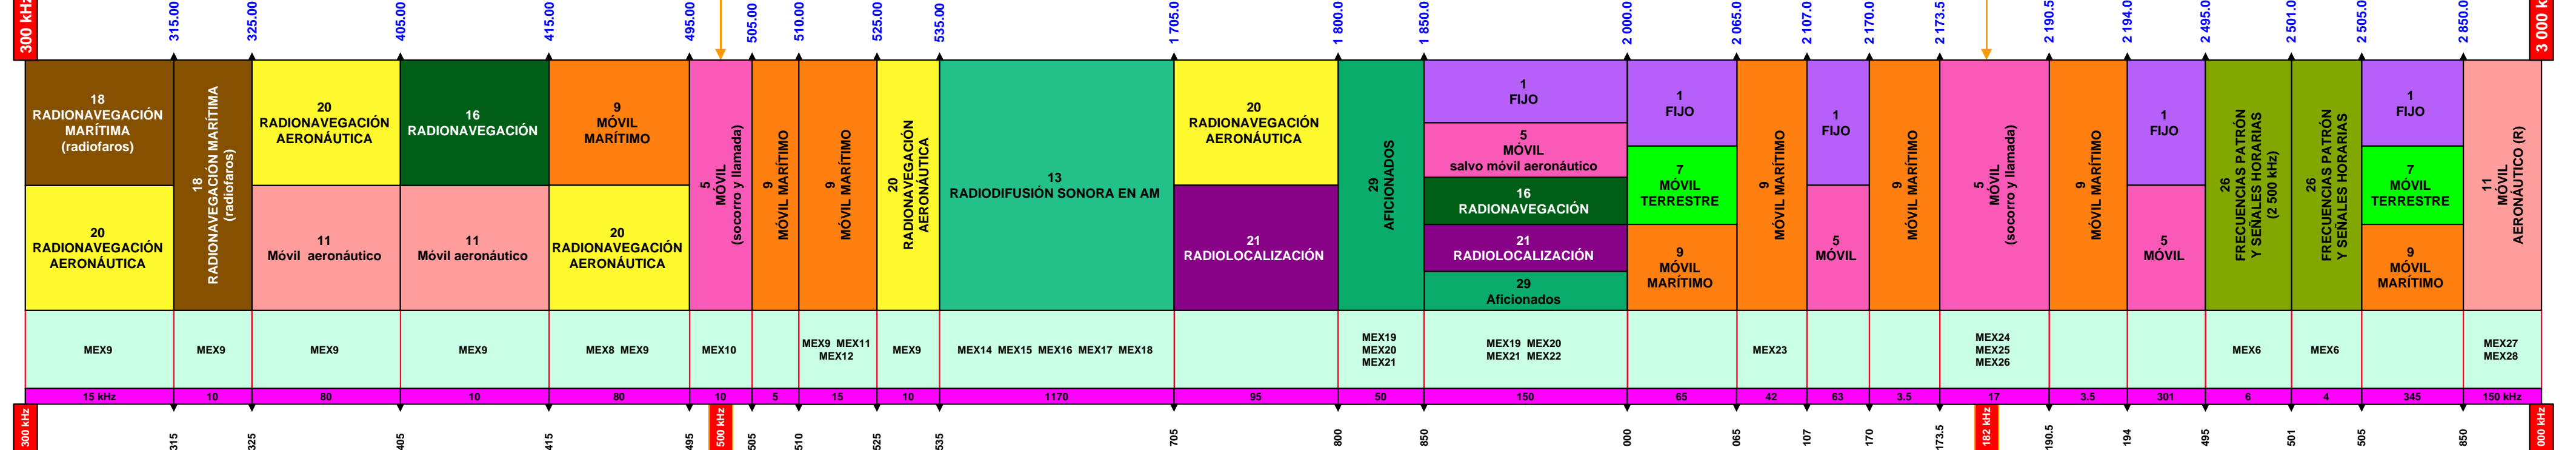 300 kHz
315.00
325.00
405.00
415.00
495.00
505.00
510.00
525.00
535.00
1 705.0
1 800.0
1 850.0
2 000.0
2 065.0
2 107.0
2 170.0
2 173.5
2 190.5
2 194.0
2 495.0
2 501.0
2 505.0
2 850.0
3 000 k
18
RADIONAVEGACIÓN
MARÍTIMA
(radiofaros)
20
RADIONAVEGACIÓN
AERONÁUTICA
18
RADIONAVEGACIÓN MARÍTIMA
(radiofaros)
20
RADIONAVEGACIÓN
AERONÁUTICA
11
Móvil aeronáutico
16
RADIONAVEGACIÓN
11
Móvil aeronáutico
9
MÓVIL
MARÍTIMO
20
RADIONAVEGACIÓN
AERONÁUTICA
5
MÓVIL
(socorro y llamada)
9
MÓVIL MARÍTIMO
9
MÓVIL MARÍTIMO
20
RADIONAVEGACIÓN
AERONÁUTICA
13
RADIODIFUSIÓN SONORA EN AM
20
RADIONAVEGACIÓN
AERONÁUTICA
21
RADIOLOCALIZACIÓN
29
AFICIONADOS
1
FIJO
5
MÓVIL
salvo móvil aeronáutico
16
RADIONAVEGACIÓN
21
RADIOLOCALIZACIÓN
29
Aficionados
1
FIJO
7
MÓVIL
TERRESTRE
9
MÓVIL
MARÍTIMO
9
MÓVIL MARÍTIMO
1
FIJO
5
MÓVIL
9
MÓVIL MARÍTIMO
5
MÓVIL
(socorro y llamada)
9
MÓVIL MARÍTIMO
1
FIJO
5
MÓVIL
26
FRECUENCIAS PATRÓN
Y SEÑALES HORARIAS
(2 500 kHz)
26
FRECUENCIAS PATRÓN
Y SEÑALES HORARIAS
1
FIJO
7
MÓVIL
TERRESTRE
9
MÓVIL
MARÍTIMO
11
MÓVIL
AERONÁUTICO (R)
MEX9
MEX9
MEX9
MEX9
MEX8 MEX9
MEX10
MEX9 MEX11
MEX12
MEX9
MEX14 MEX15 MEX16 MEX17 MEX18
MEX19
MEX20
MEX21
MEX19 MEX20
MEX21 MEX22
MEX23
MEX24
MEX25
MEX26
MEX6
MEX6
MEX27
MEX28
15 kHz
10
80
10
80
10
5
15
10
1170
95
50
150
65
42
63
3.5
17
3.5
301
6
4
345
150 kHz
300 kHz
315
325
405
415
495
500 kHz
505
510
525
535
705
800
850
000
065
107
170
173.5
182 kHz
190.5
194
495
501
505
850
000 kHz